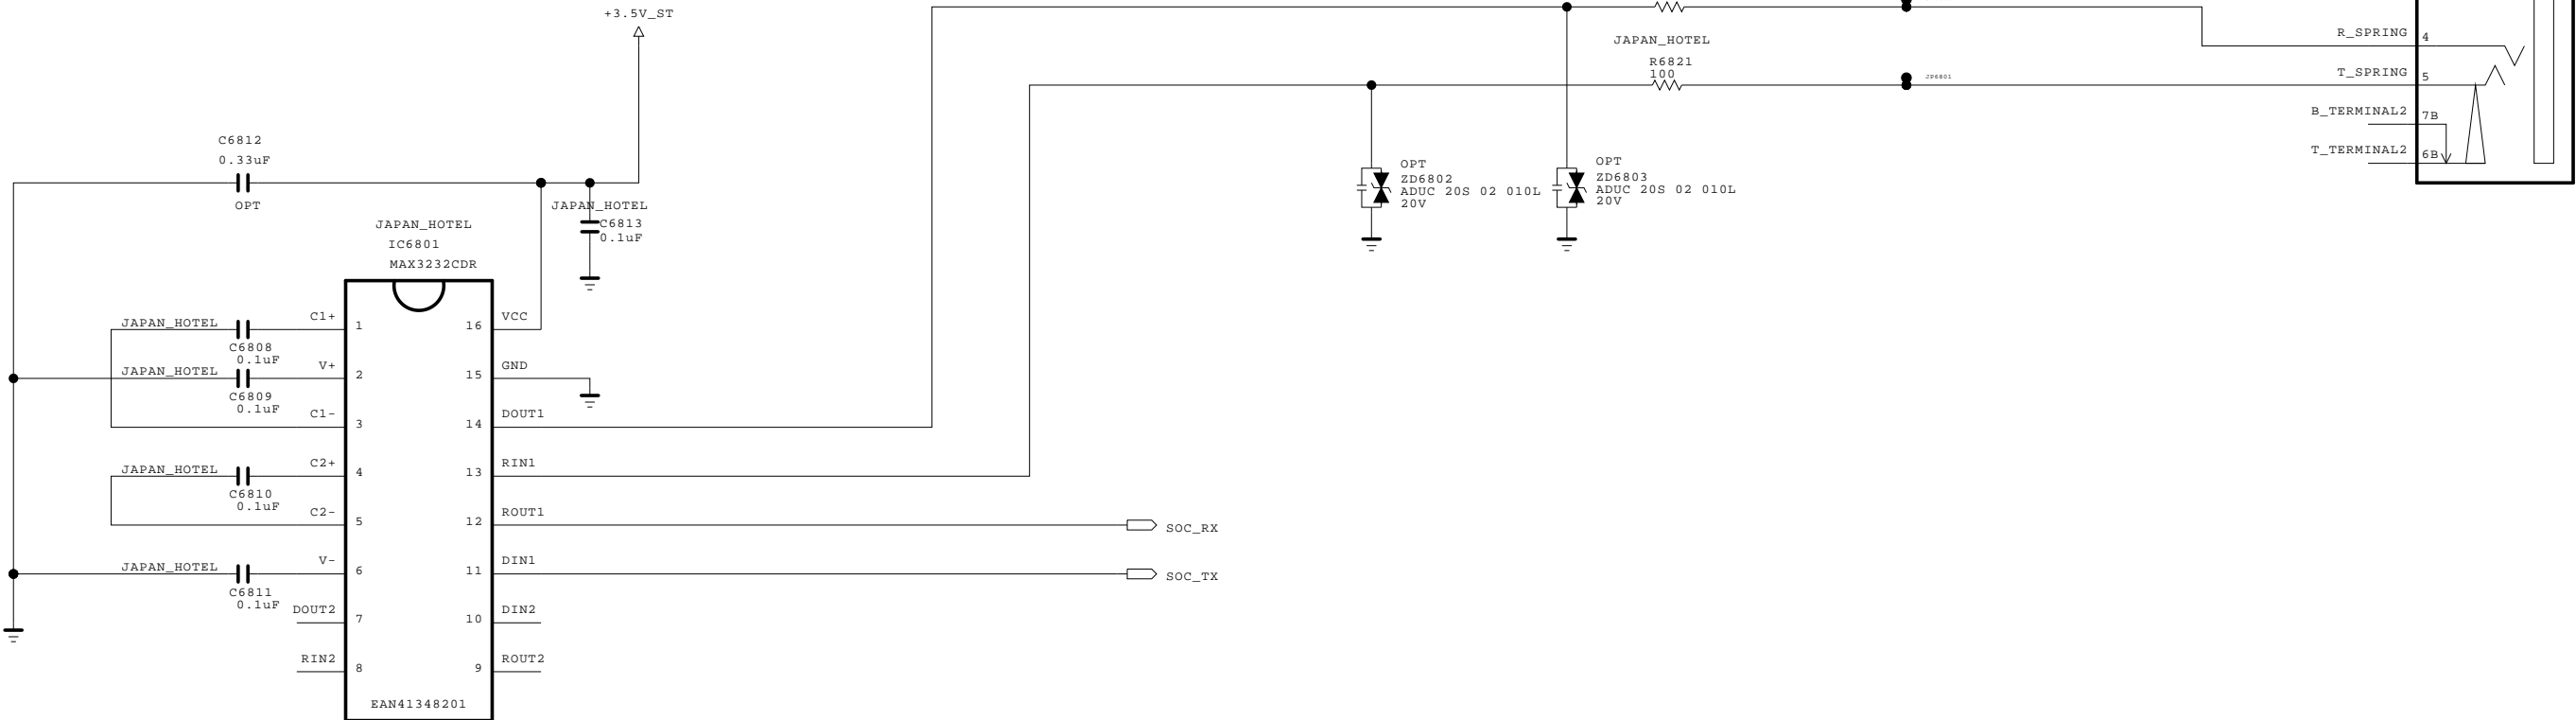 +3.5V_ST
R_SPRING
4
JAPAN_HOTEL
R6821
100
T_SPRING
5
JP6801
B_TERMINAL2
7B
T_TERMINAL2
6B
C6812
0.33uF
OPT
JAPAN_HOTEL
C6813
0.1uF
OPT
ZD6802
ADUC 20S 02 010L
20V
OPT
ZD6803
ADUC 20S 02 010L
20V
JAPAN_HOTEL
IC6801
MAX3232CDR
JAPAN_HOTEL
C6808
0.1uF
C1+
1
16
VCC
JAPAN_HOTEL
C6809
0.1uF
V+
2
15
GND
C1-
3
14
DOUT1
JAPAN_HOTEL
C6810
0.1uF
C2+
4
13
RIN1
C2-
5
12
ROUT1
SOC_RX
JAPAN_HOTEL
C6811
0.1uF
V-
6
11
DIN1
SOC_TX
DOUT2
7
10
DIN2
RIN2
8
9
ROUT2
EAN41348201